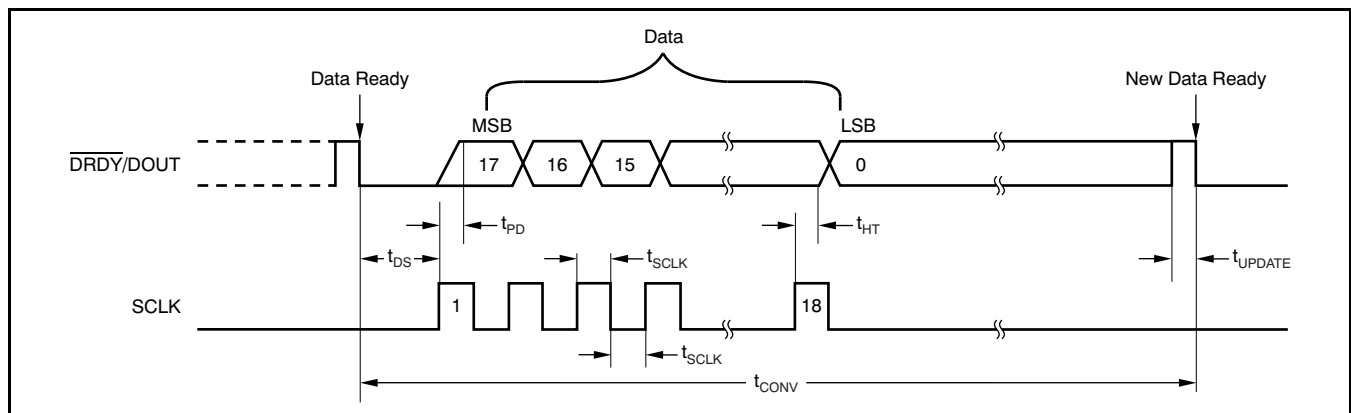 Data
Data Ready
New Data Ready
MSB
LSB
DRDY/DOUT
17
16
15
0
tPD
tHT
tDS
tSCLK
tUPDATE
SCLK
1
18
tSCLK
tCONV